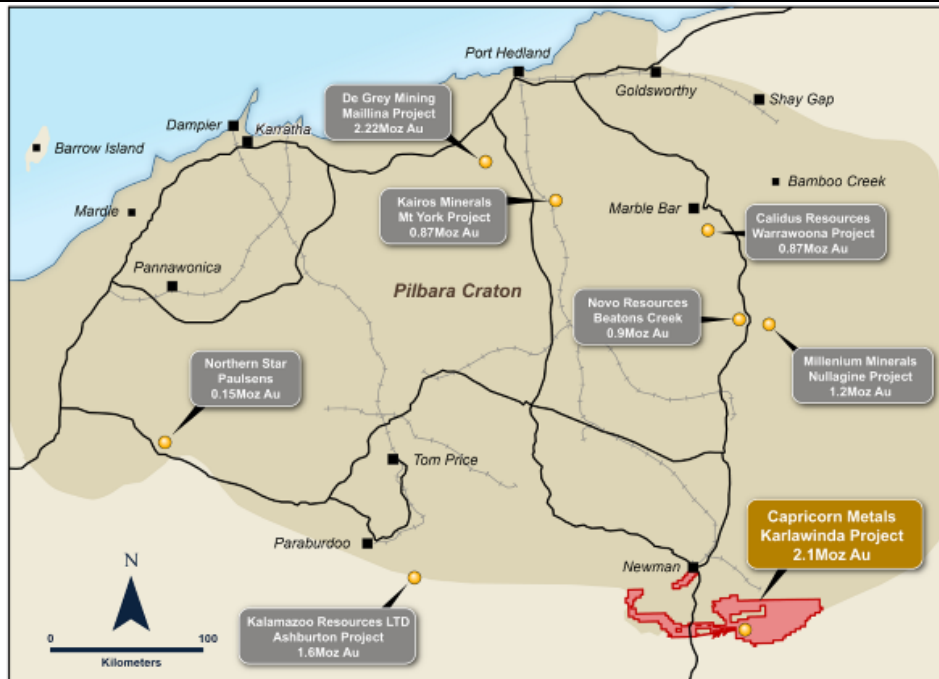 Port Hedland
Goldsworthy
Shay Gap
De Grey Mining
Maillina Project
2.22Moz Au
Dampier
Karratha
Barrow Island
Bamboo Creek
Kairos Minerals
Mt York Project
0.87Moz Au
Marble Bar
Mardie
Calidus Resources
Warrawoona Project
0.87Moz Au
Pannawonica
Pilbara Craton
Novo Resources
Beatons Creek
0.9Moz Au
Northern Star
Paulsens
0.15Moz Au
Millenium Minerals
Nullagine Project
1.2Moz Au
Tom Price
Capricorn Metals
Karlawinda Project
2.1Moz Au
Paraburdoo
Newman
N
Kalamazoo Resources LTD
Ashburton Project
1.6Moz Au
0 100
Kilometers